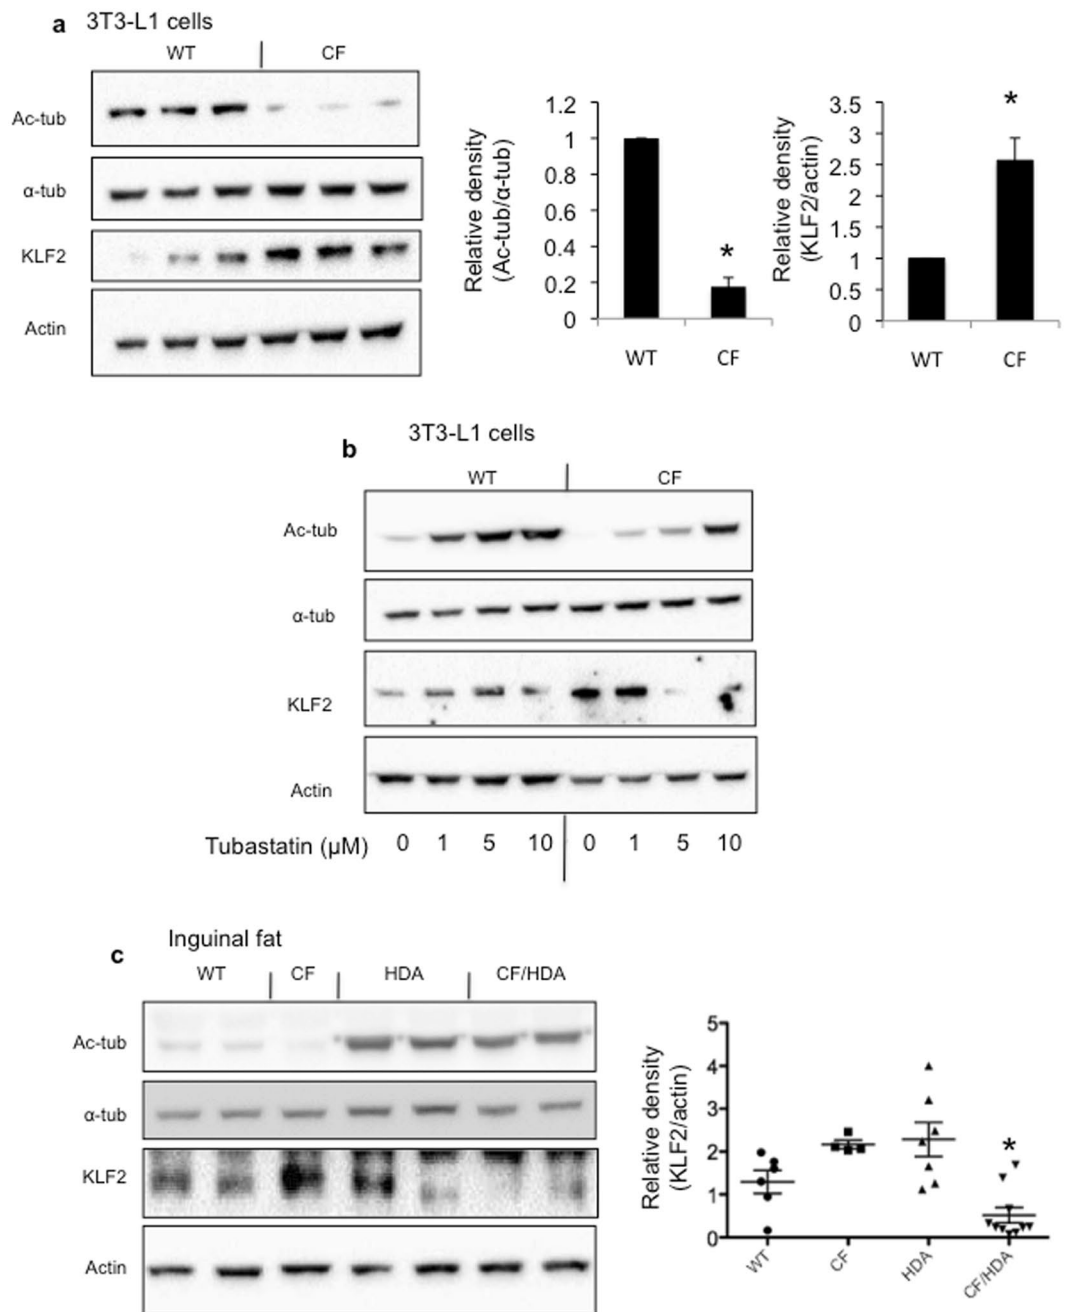 a 3T3-L1 cells
WT CF
Ac-tub
α-tub
KLF2
Actin
Relative density
(Ac-tub/α-tub)
1.2
1
0.8
0.6
0.4
0.2
0
*
WT CF
Relative density
(KLF2/actin)
3.5
3
2.5
2
1.5
1
0.5
0
*
WT CF
b 3T3-L1 cells
WT CF
Ac-tub
α-tub
KLF2
Actin
Tubastatin (µM) 0 1 5 10 0 1 5 10
c Inguinal fat
WT CF HDA CF/HDA
Ac-tub
α-tub
KLF2
Actin
Relative density
(KLF2/actin)
5
4
3
2
1
0
*
WT CF HDA CF/HDA